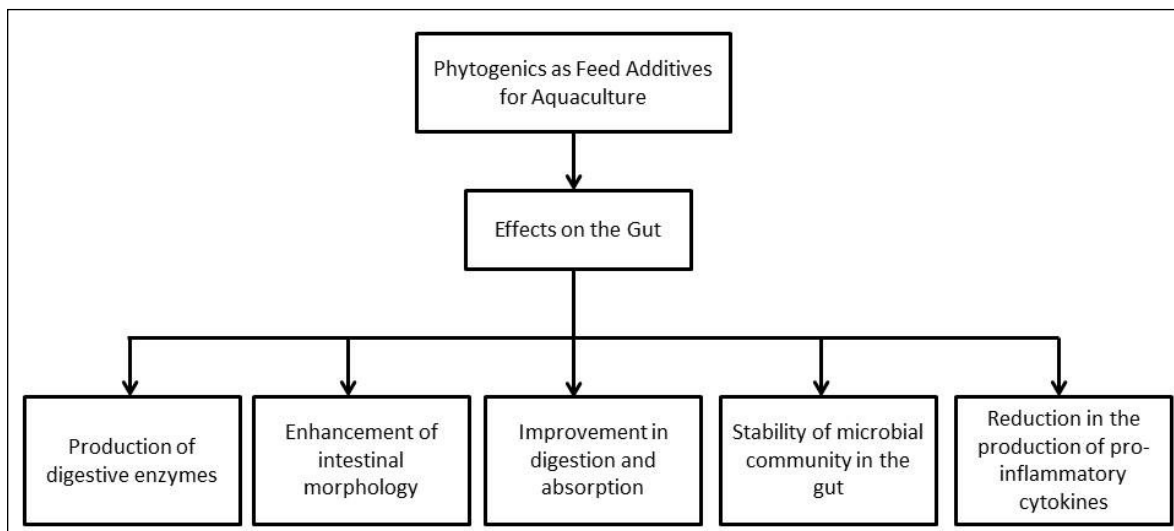 Phytogenics as Feed Additives
for Aquaculture
Effects on the Gut
Production of
digestive enzymes
Enhancement of
intestinal
morphology
Improvement in
digestion and
absorption
Stability of microbial
community in the
gut
Reduction in the
production of pro-
inflammatory
cytokines